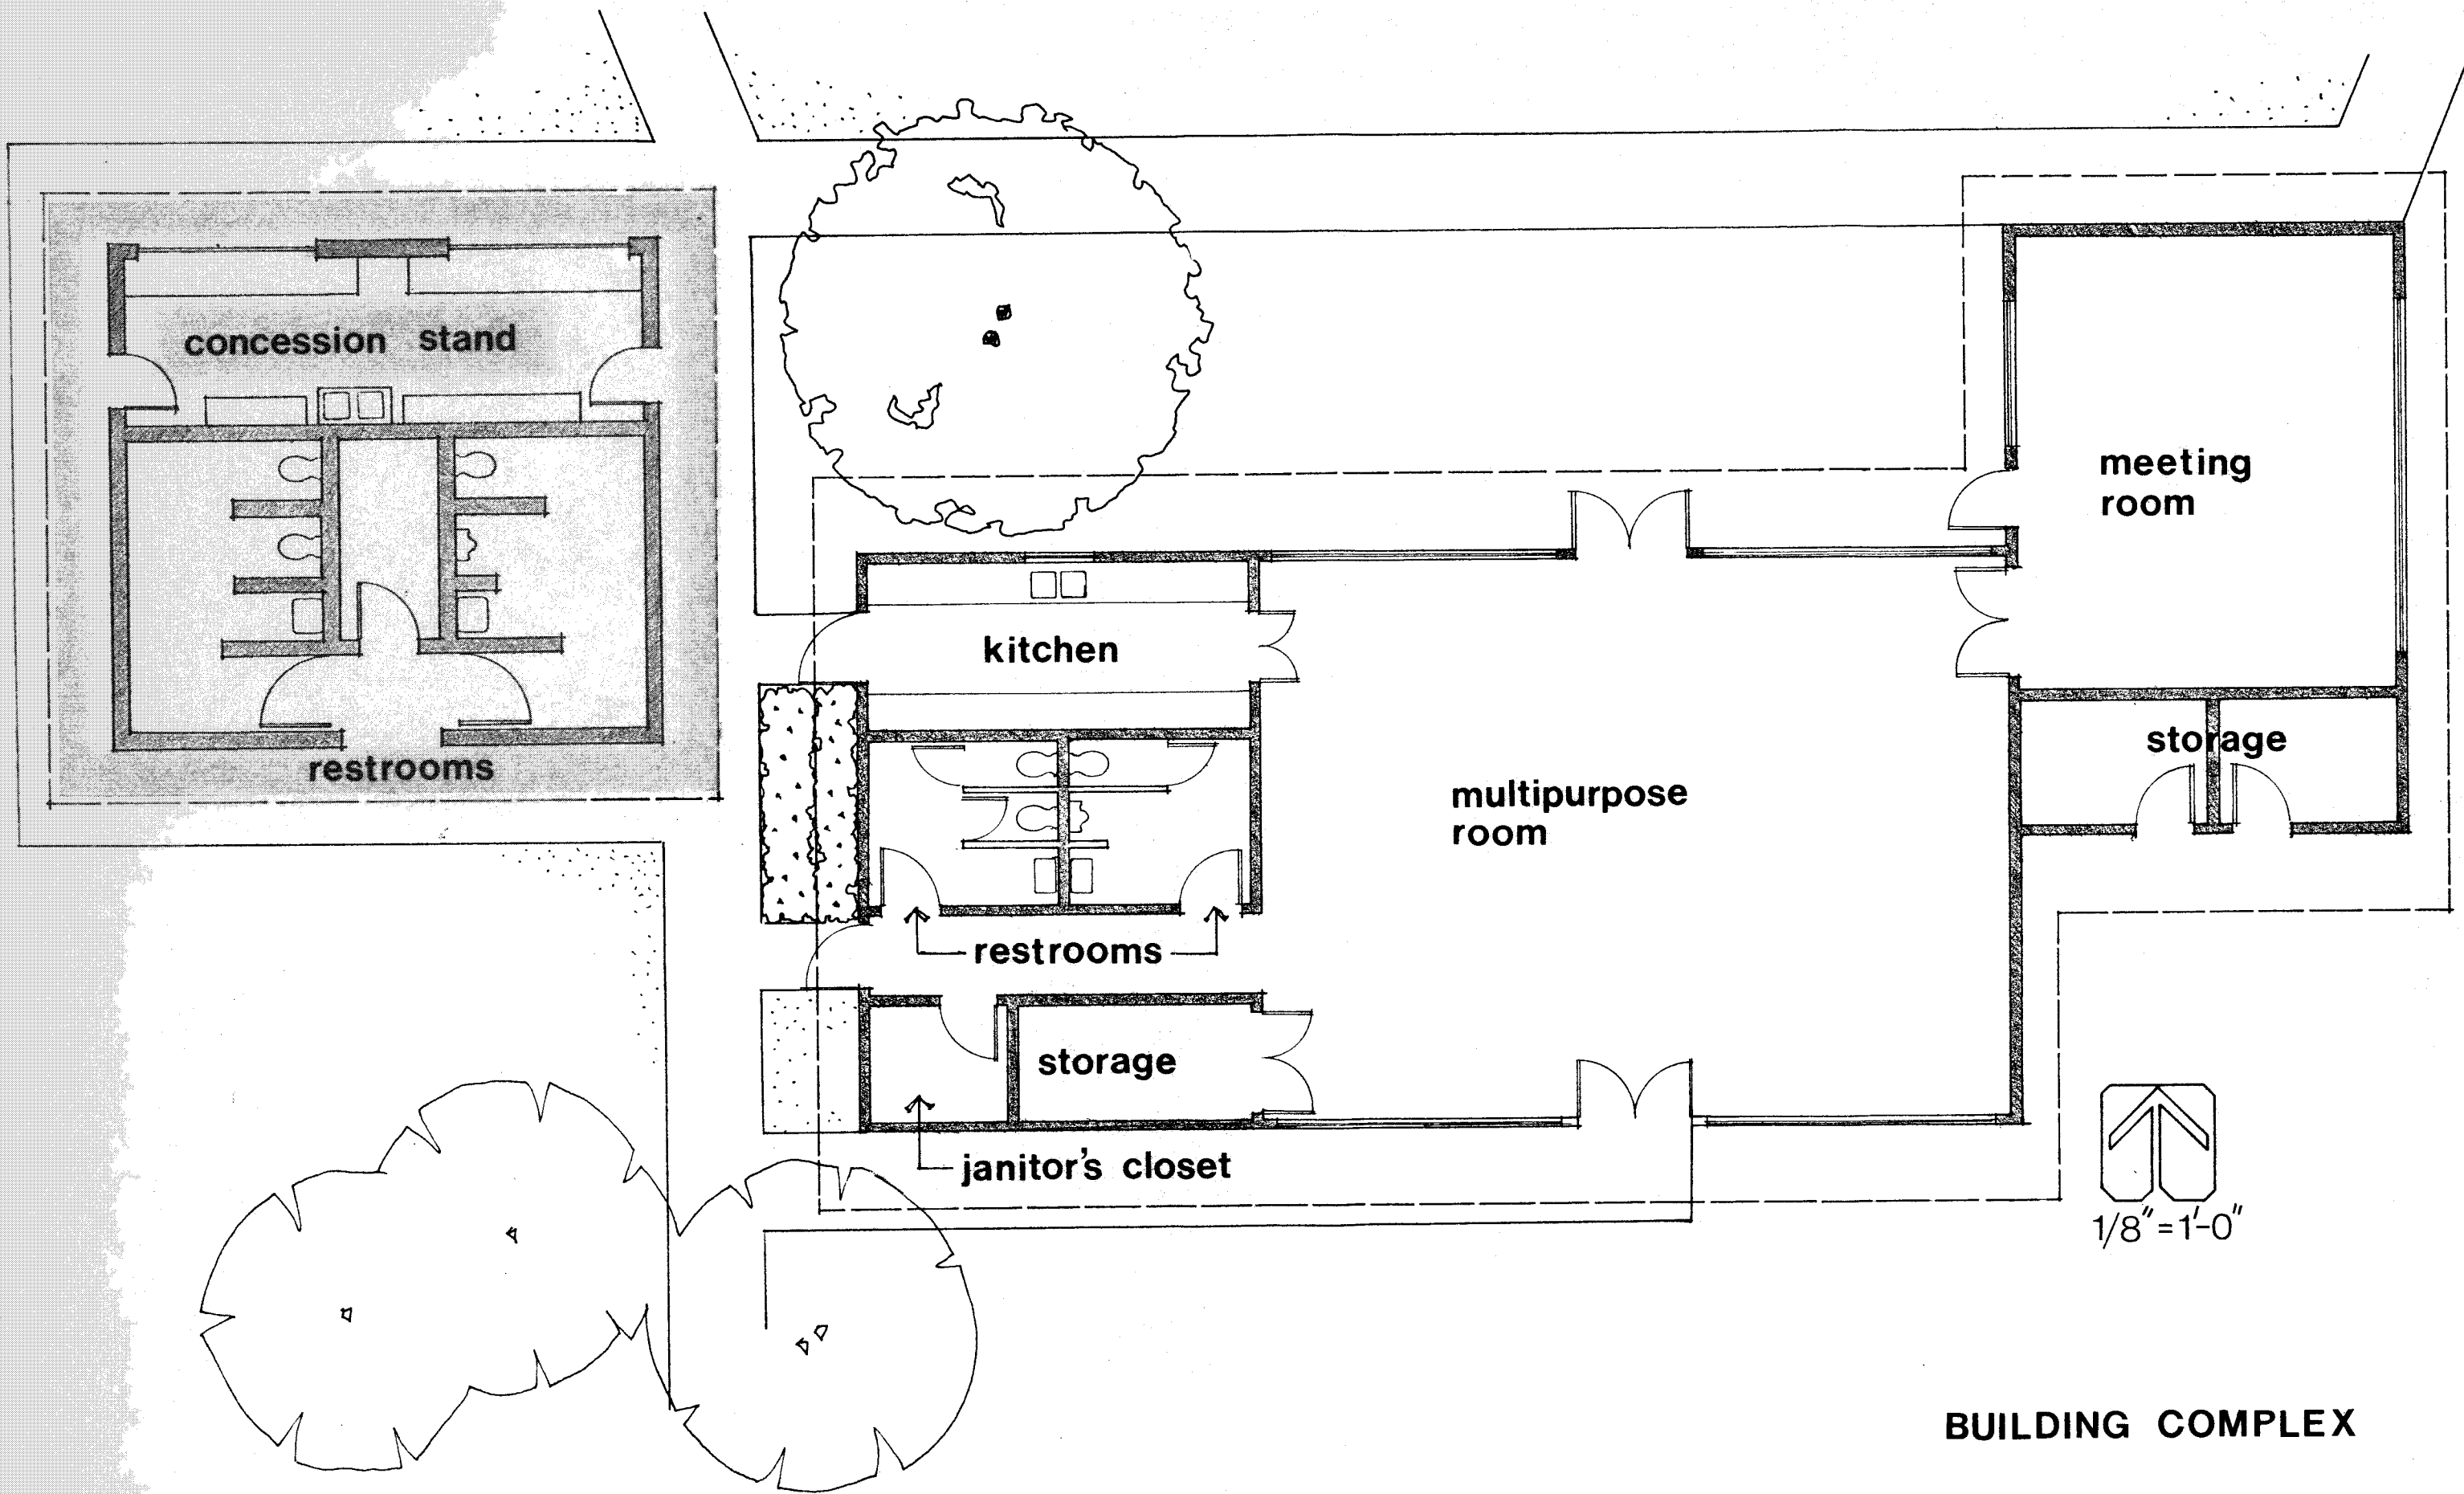 concession stand
restrooms
meeting
room
kitchen
storage
multipurpose
room
restrooms
storage
janitor's closet
1/8"=1'-0"
BUILDING COMPLEX